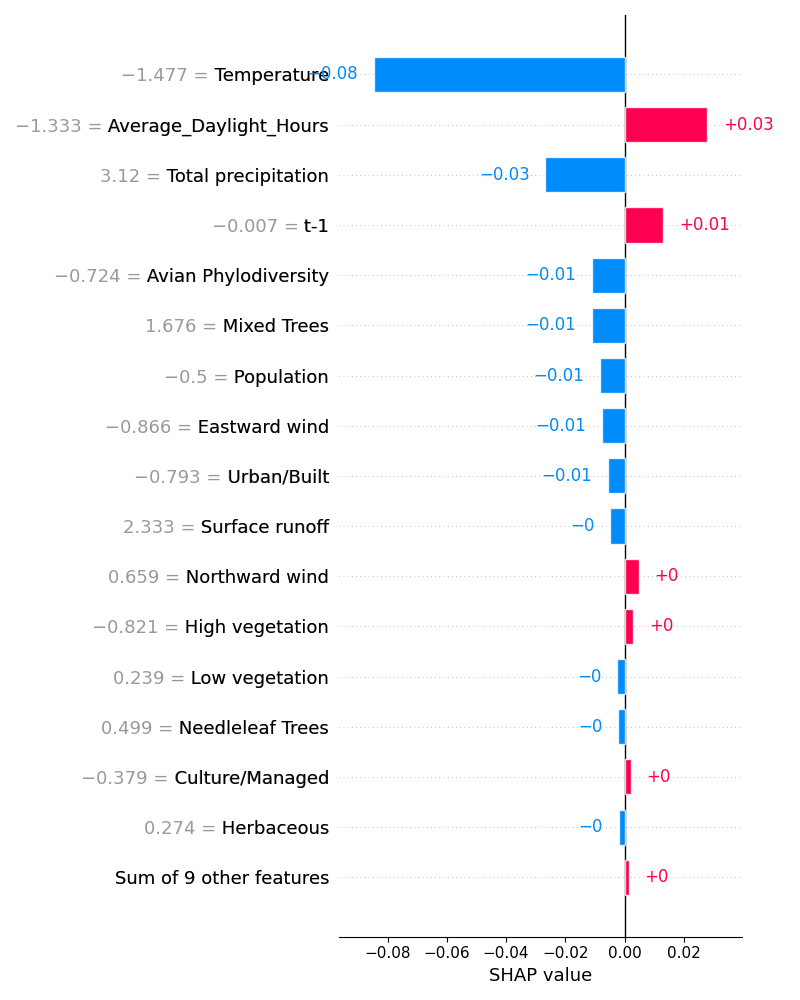 −1.477 = Temperature −0.08
−1.333 = Average_Daylight_Hours +0.03
3.12 = Total precipitation −0.03
−0.007 = t-1 +0.01
−0.724 = Avian Phylodiversity −0.01
1.676 = Mixed Trees −0.01
−0.5 = Population −0.01
−0.866 = Eastward wind −0.01
−0.793 = Urban/Built −0.01
2.333 = Surface runoff −0
0.659 = Northward wind +0
−0.821 = High vegetation +0
0.239 = Low vegetation −0
0.499 = Needleleaf Trees −0
−0.379 = Culture/Managed +0
0.274 = Herbaceous −0
Sum of 9 other features +0
−0.08 −0.06 −0.04 −0.02 0.00 0.02
SHAP value